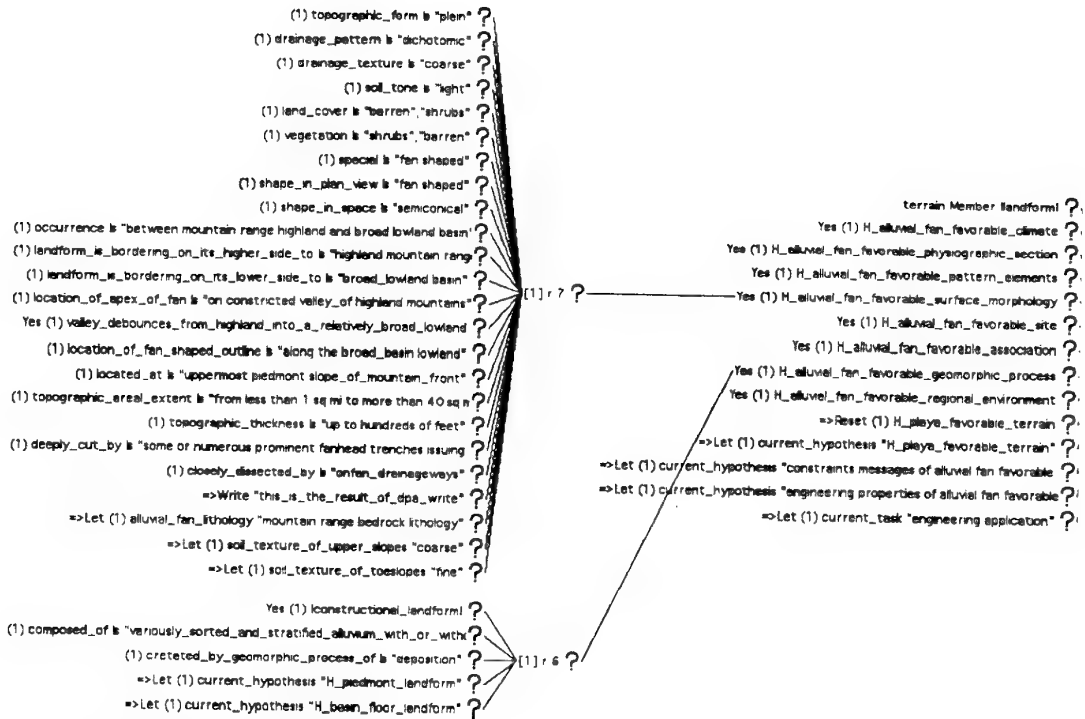 (1) topographic_form is "plein" ?
(1) drainage_pattern is "dichotomic" ?
(1) drainage_texture is "coarse" ?
(1) soil_tone is "light" ?
(1) land_cover is "barren","shrubs" ?
(1) vegetation is "shrubs","barren" ?
(1) special is "fan shaped" ?
(1) shape_in_plan_view is "fan shaped" ?
(1) shape_in_space is "semiconical" ?
(1) occurrence is "between mountain range highland and broad lowland basin" ?
(1) landform_is_bordering_on_its_higher_side_to is "highland mountain rang ?
(1) landform_is_bordering_on_its_lower_side_to is "broad_lowland basin" ?
(1) location_of_apex_of_fan is "on constricted valley_of_highland mountains" ?
Yes (1) valley_debounces_from_highland_into_a_relatively_broad_lowland ?
(1) location_of_fan_shaped_outline is "along the broad_basin lowland" ?
(1) located_at is "uppermost piedmont slope_of_mountain_front" ?
(1) topographic_areal_extent is "from less than 1 sq mi to more than 40 sq m ?
(1) topographic_thickness is "up to hundreds of feet" ?
(1) deeply_cut_by is "some or numerous prominent fanhead trenches issuing ?
(1) closely_dissected_by is "onfan_drainageways" ?
=>Write "this_is_the_result_of_dpa_write" ?
=>Let (1) alluvial_fan_lithology "mountain range bedrock lithology" ?
=>Let (1) soil_texture_of_upper_slopes "coarse" ?
=>Let (1) soil_texture_of_toeslopes "fine" ?
[1] r 7 ?
Yes (1) |constructional_landform| ?
(1) composed_of is "variously_sorted_and_stratified_alluvium_with_or_with ?
(1) cretated_by_geomorphic_process_of is "deposition" ?
=>Let (1) current_hypothesis "H_piedmont_landform" ?
=>Let (1) current_hypothesis "H_basin_floor_landform" ?
[1] r 6 ?
terrain Member |landform| ?
Yes (1) H_alluvial_fan_favorable_climate ?
Yes (1) H_alluvial_fan_favorable_physiographic_section ?
Yes (1) H_alluvial_fan_favorable_pattern_elements ?
Yes (1) H_alluvial_fan_favorable_surface_morphology ?
Yes (1) H_alluvial_fan_favorable_site ?
Yes (1) H_alluvial_fan_favorable_association ?
Yes (1) H_alluvial_fan_favorable_geomorphic_process ?
Yes (1) H_alluvial_fan_favorable_regional_environment ?
=>Reset (1) H_playa_favorable_terrain ?
=>Let (1) current_hypothesis "H_playa_favorable_terrain" ?
=>Let (1) current_hypothesis "constraints messages of alluvial fan favorable ?
=>Let (1) current_hypothesis "engineering properties of alluvial fan favorable ?
=>Let (1) current_task "engineering application" ?